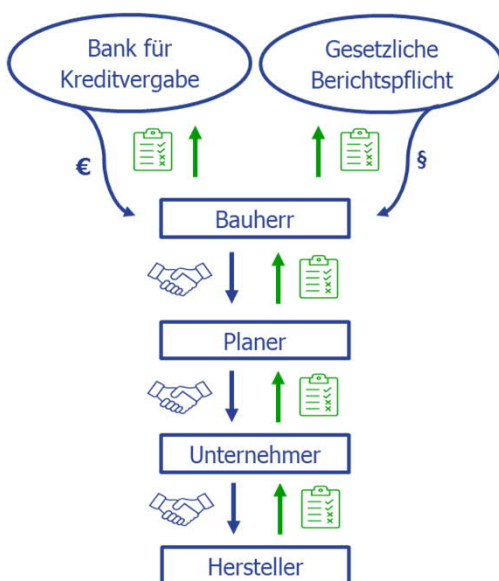 Bank für
Kreditvergabe
Gesetzliche
Berichtspflicht
€
§
Bauherr
Planer
Unternehmer
Hersteller